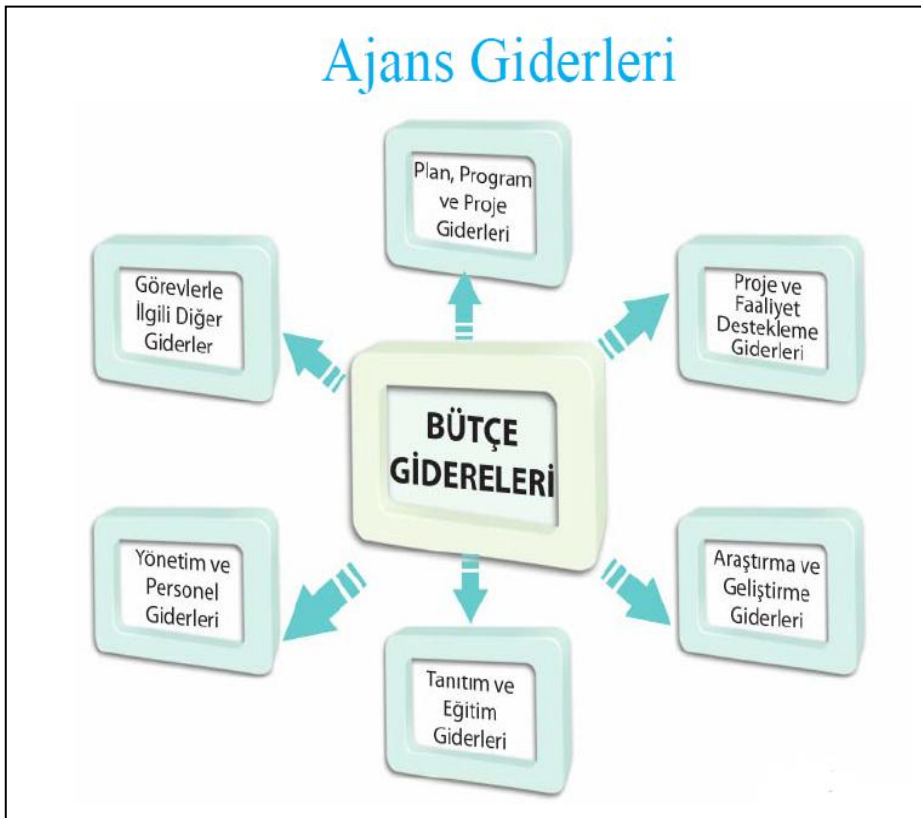 Ajans Giderleri
Plan, Program
ve Proje
Giderleri
Görevlerle
İlgili Diğer
Giderler
Proje ve
Faaliyet
Destekleme
Giderleri
BÜTÇE
GİDERELERİ
Yönetim ve
Personel
Giderleri
Araştırma ve
Geliştirme
Giderleri
Tanıtım ve
Eğitim
Giderleri